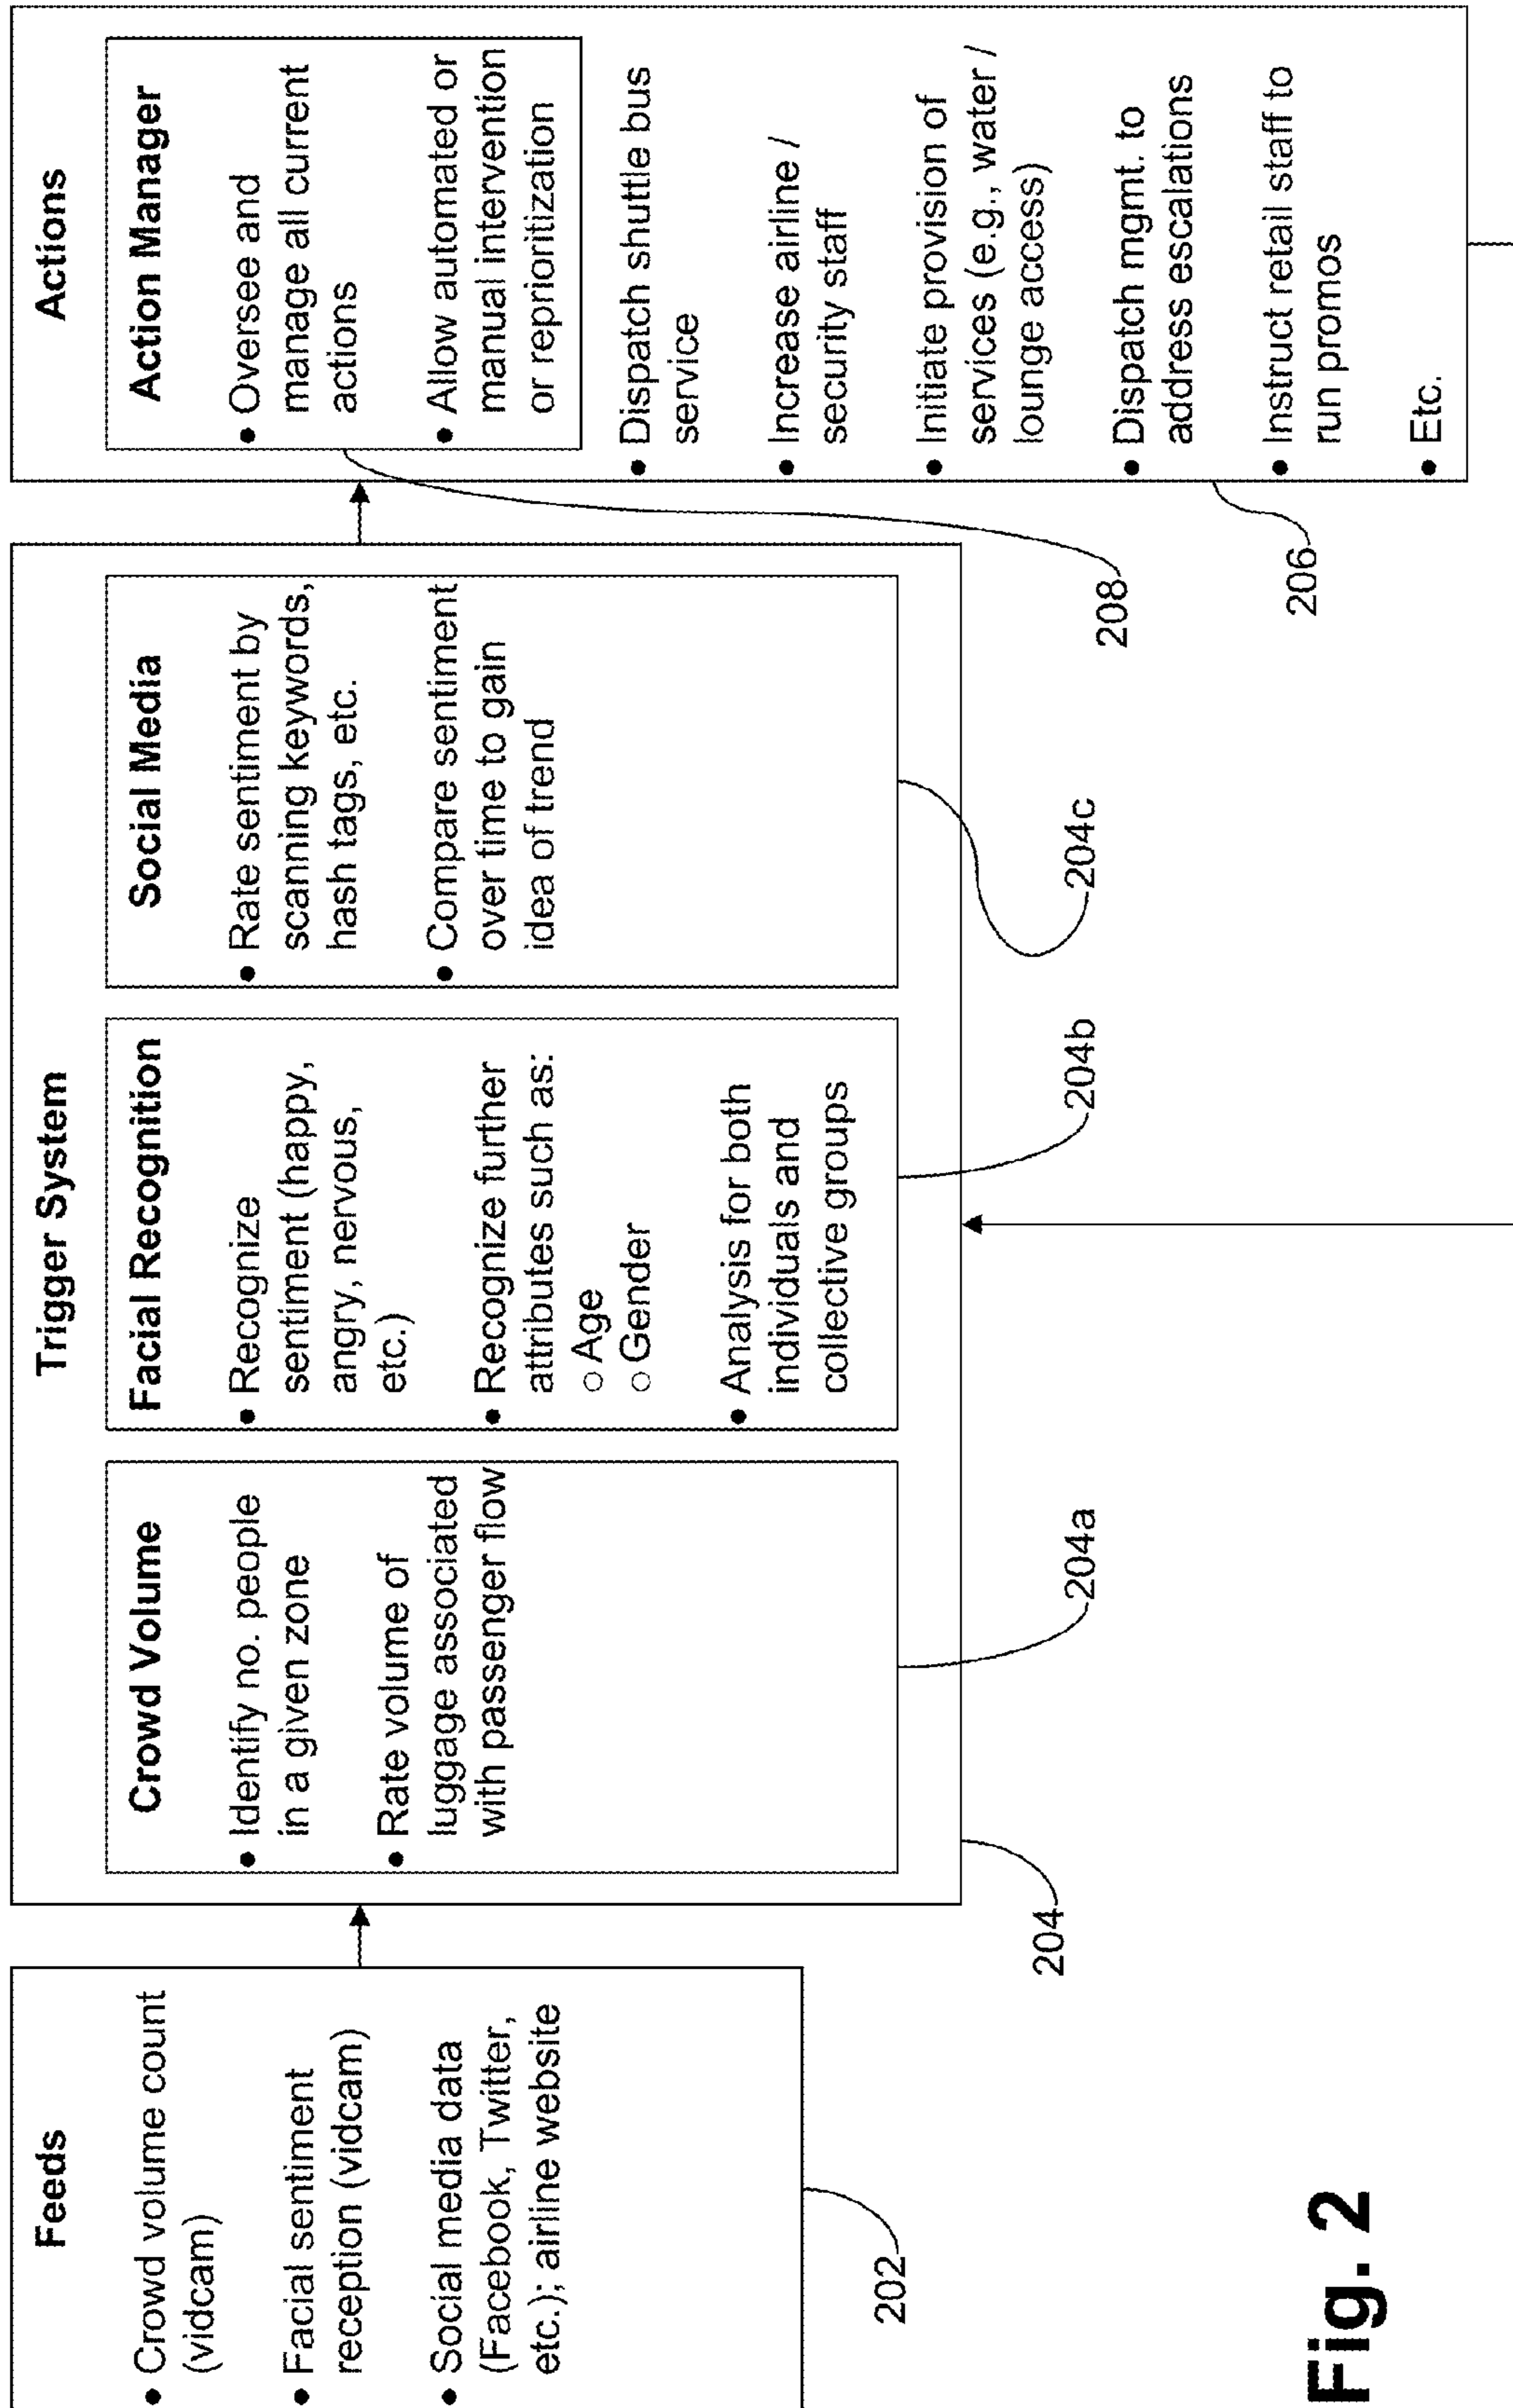 Feeds
• Crowd volume count
(vidcam)
• Facial sentiment
reception (vidcam)
• Social media data
(Facebook, Twitter,
etc.); airline website
202
Trigger System
Crowd Volume
• Identify no. people
in a given zone
• Rate volume of
luggage associated
with passenger flow
204a
Facial Recognition
• Recognize
sentiment (happy,
angry, nervous,
etc.)
• Recognize further
attributes such as:
○ Age
○ Gender
• Analysis for both
individuals and
collective groups
204b
Social Media
• Rate sentiment by
scanning keywords,
hash tags, etc.
• Compare sentiment
over time to gain
idea of trend
204c
204
Actions
Action Manager
• Oversee and
manage all current
actions
• Allow automated or
manual intervention
or reprioritization
208
• Dispatch shuttle bus
service
• Increase airline /
security staff
• Initiate provision of
services (e.g., water /
lounge access)
• Dispatch mgmt. to
address escalations
• Instruct retail staff to
run promos
• Etc.
206
Fig. 2